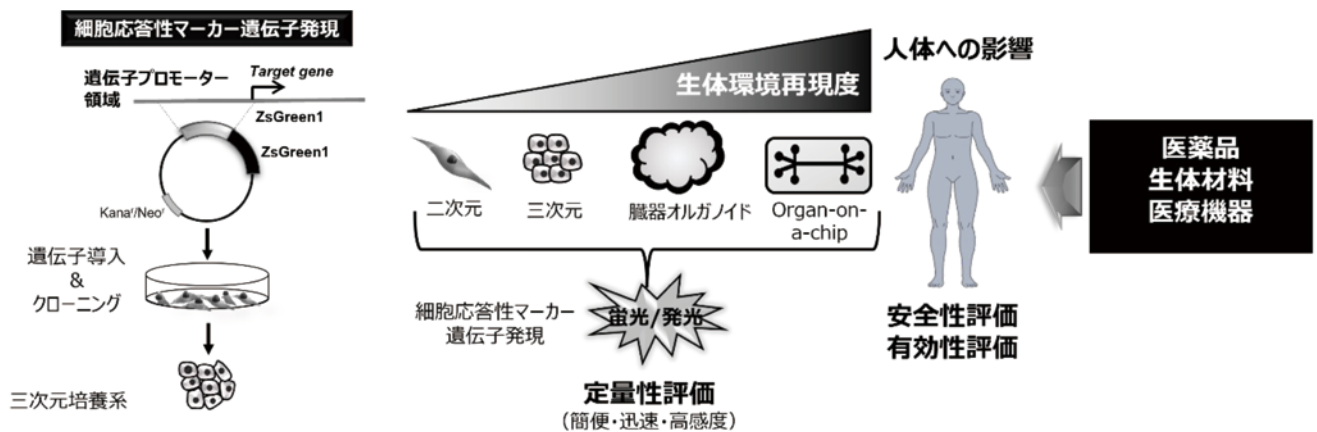 細胞応答性マーカー遺伝子発現
遺伝子プロモーター
領域
Target gene
ZsGreen1
ZsGreen1
Kanaʳ/Neoʳ
遺伝子導入
&
クローニング
三次元培養系
生体環境再現度
二次元
三次元
臓器オルガノイド
Organ-on-
a-chip
細胞応答性マーカー
遺伝子発現
蛍光/発光
定量性評価
(簡便・迅速・高感度)
人体への影響
安全性評価
有効性評価
医薬品
生体材料
医療機器